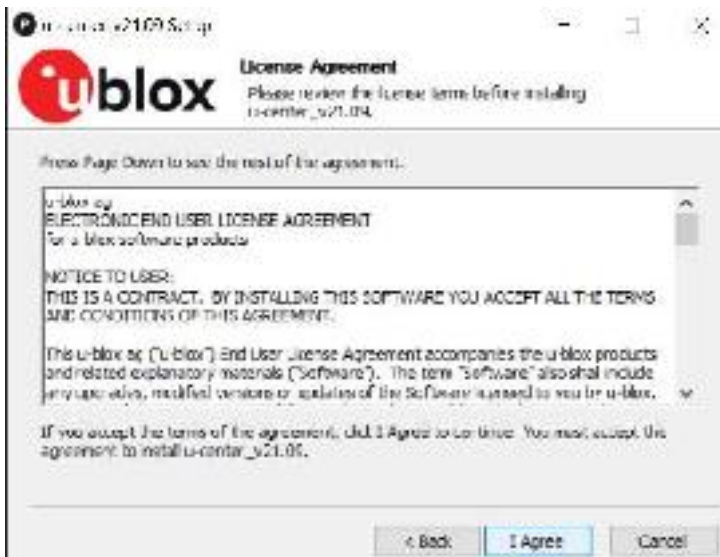 u-center_v21.09 Setup
ublox
License Agreement
Please review the license terms before installing
u-center_v21.09.
Press Page Down to see the rest of the agreement.
u-blox ag
ELECTRONIC END USER LICENSE AGREEMENT
for u-blox software products
NOTICE TO USER:
THIS IS A CONTRACT. BY INSTALLING THIS SOFTWARE YOU ACCEPT ALL THE TERMS
AND CONDITIONS OF THIS AGREEMENT.
This u-blox ag ("u-blox") End User License Agreement accompanies the u-blox products
and related explanatory materials ("Software"). The term "Software" also shall include
any upgrades, modified versions or updates of the Software licensed to you by u-blox.
If you accept the terms of the agreement, click I Agree to continue. You must accept the
agreement to install u-center_v21.09.
< Back
I Agree
Cancel